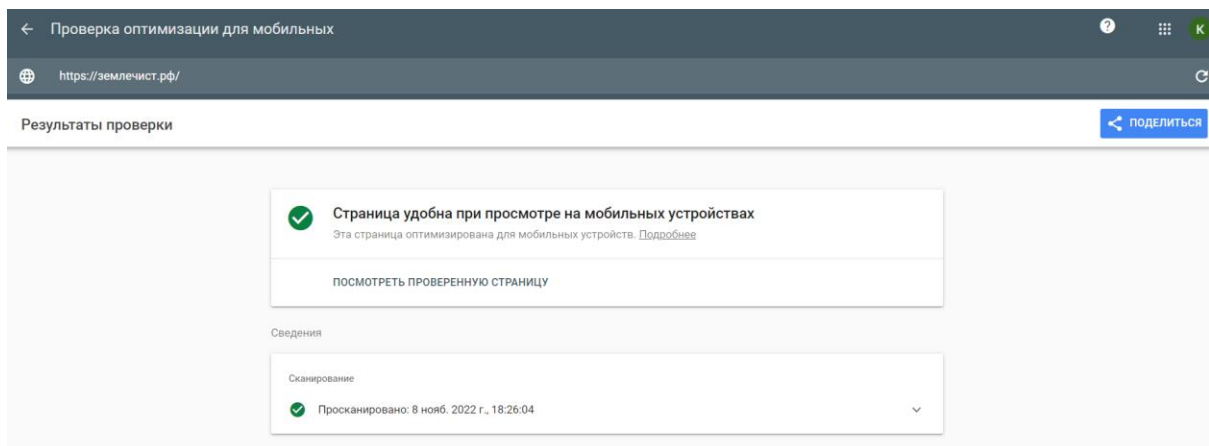 Проверка оптимизации для мобильных
?
К
https://землечист.рф/
Результаты проверки
ПОДЕЛИТЬСЯ
Страница удобна при просмотре на мобильных устройствах
Эта страница оптимизирована для мобильных устройств. Подробнее
ПОСМОТРЕТЬ ПРОВЕРЕННУЮ СТРАНИЦУ
Сведения
Сканирование
Просканировано: 8 нояб. 2022 г., 18:26:04